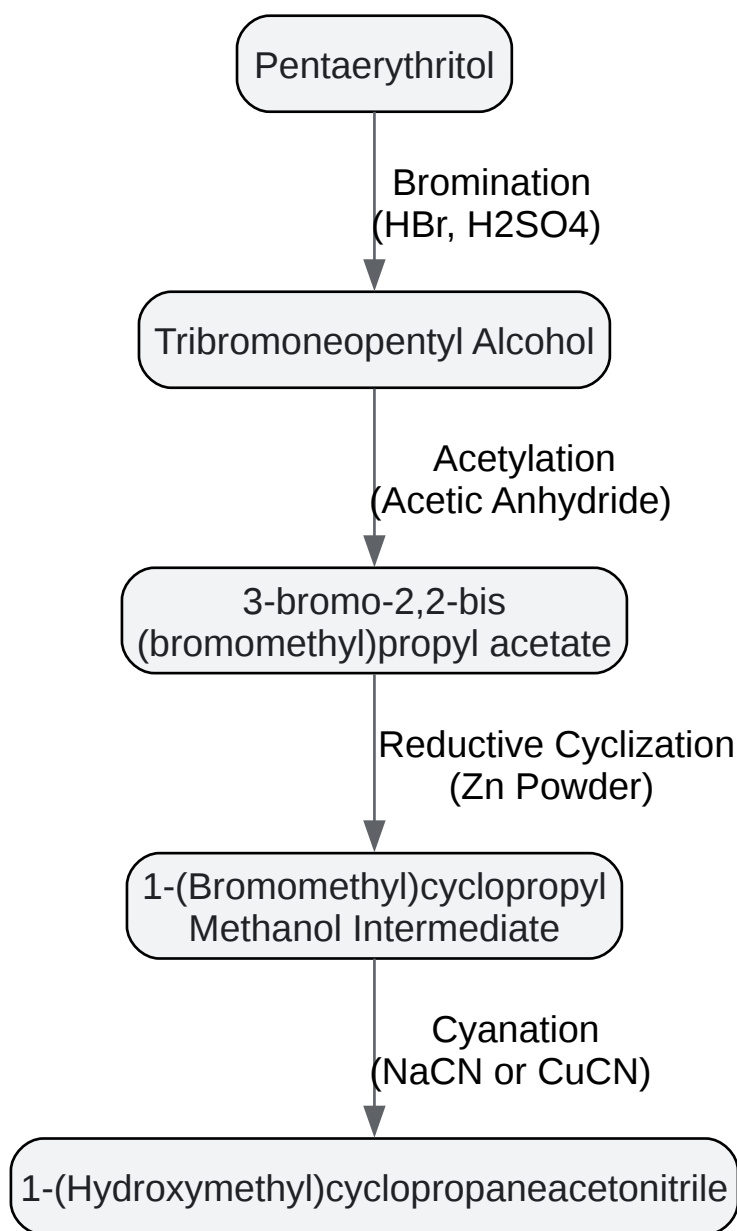 Pentaerythritol
Bromination
(HBr, H2SO4)
Tribromoneopentyl Alcohol
Acetylation
(Acetic Anhydride)
3-bromo-2,2-bis
(bromomethyl)propyl acetate
Reductive Cyclization
(Zn Powder)
1-(Bromomethyl)cyclopropyl
Methanol Intermediate
Cyanation
(NaCN or CuCN)
1-(Hydroxymethyl)cyclopropaneacetonitrile